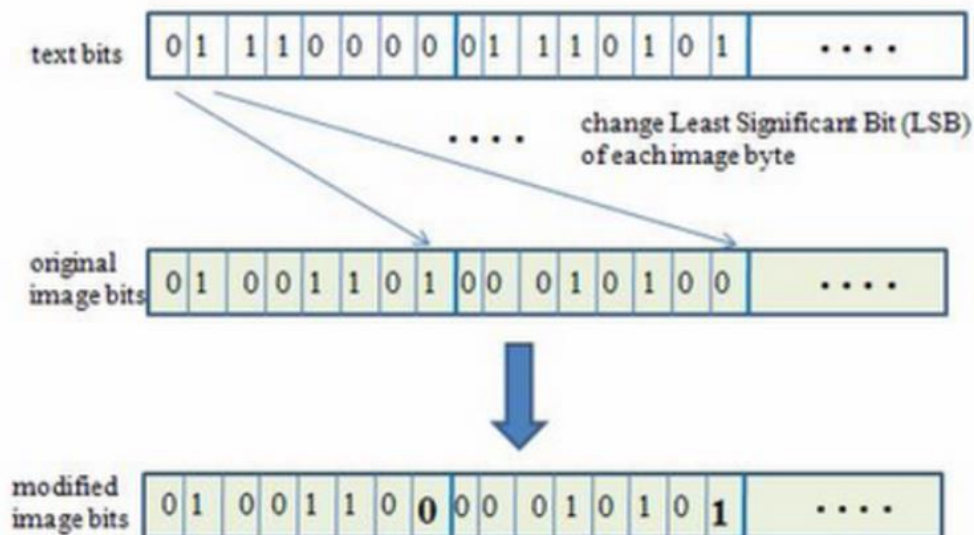 text bits 0 1 1 1 0 0 0 0 0 1 1 1 0 1 0 1 ....
.... change Least Significant Bit (LSB)
of each image byte
original
image bits 0 1 0 0 1 1 0 1 0 0 0 1 0 1 0 0 ....
modified
image bits 0 1 0 0 1 1 0 0 0 0 0 1 0 1 0 1 ....